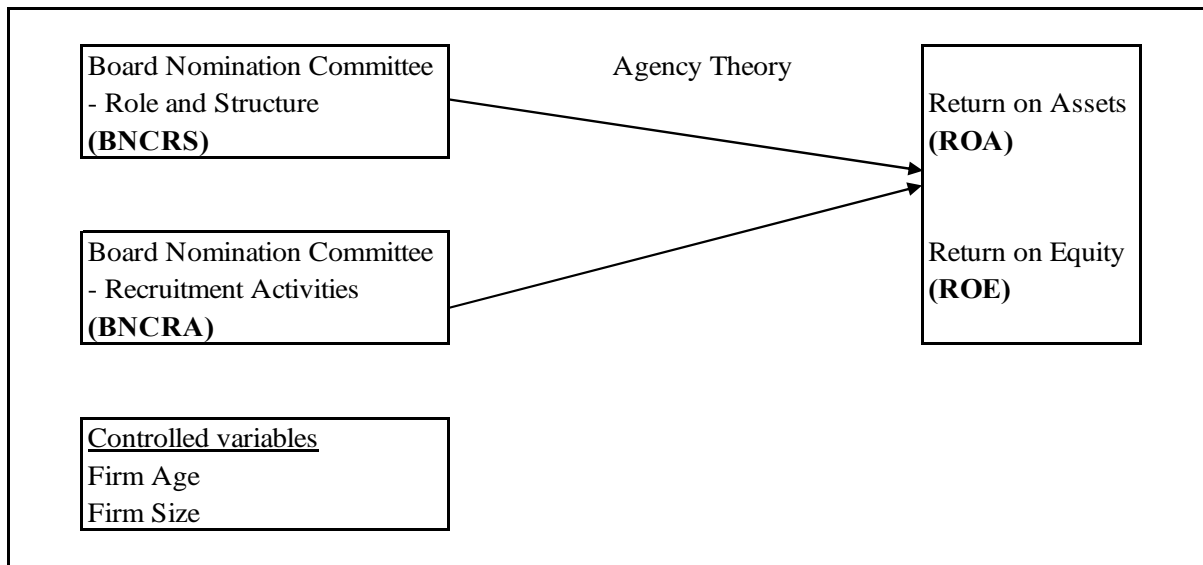 Board Nomination Committee
- Role and Structure
(BNCRS)
Agency Theory
Return on Assets
(ROA)
Board Nomination Committee
- Recruitment Activities
(BNCRA)
Return on Equity
(ROE)
Controlled variables
Firm Age
Firm Size